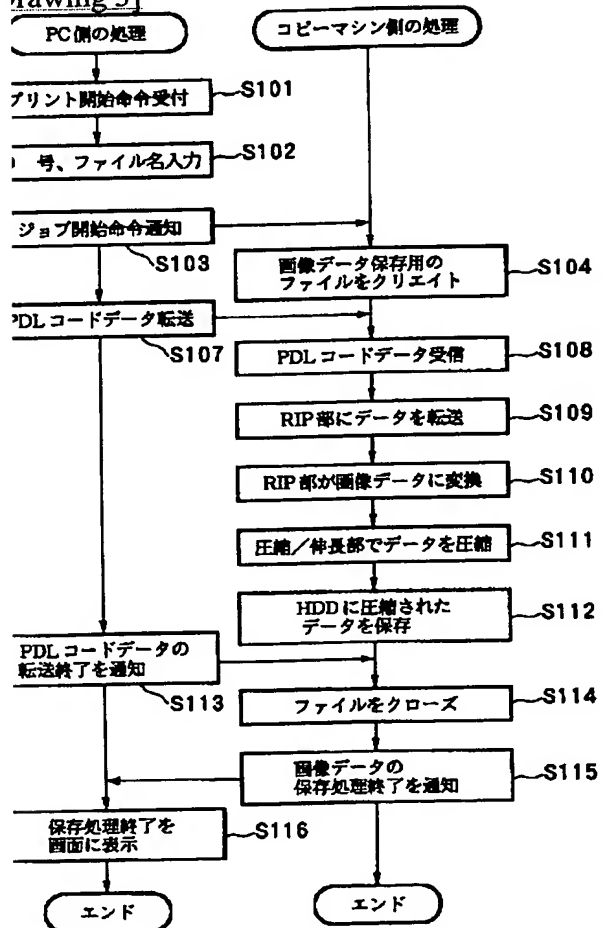 rawing 5]
PC側の処理
コピーマシン側の処理
プリント開始命令受付
S101
号、ファイル名入力
S102
ジョブ開始命令通知
S103
画像データ保存用の
ファイルをクリエイト
S104
PDLコードデータ転送
S107
PDLコードデータ受信
S108
RIP部にデータを転送
S109
RIP部が画像データに変換
S110
圧縮/伸長部でデータを圧縮
S111
HDDに圧縮された
データを保存
S112
PDLコードデータの
転送終了を通知
S113
ファイルをクローズ
S114
画像データの
保存処理終了を通知
S115
保存処理終了を
画面に表示
S116
エンド
エンド